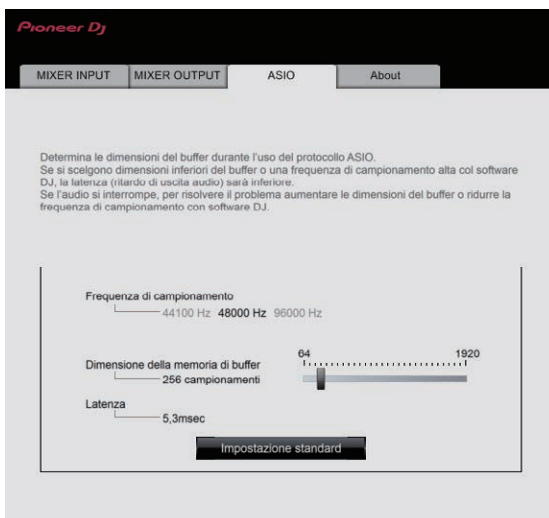 Pioneer Dj
MIXER INPUT MIXER OUTPUT ASIO About
Determina le dimensioni del buffer durante l'uso del protocollo ASIO.
Se si scelgono dimensioni inferiori del buffer o una frequenza di campionamento alta col software
DJ, la latenza (ritardo di uscita audio) sarà inferiore.
Se l'audio si interrompe, per risolvere il problema aumentare le dimensioni del buffer o ridurre la
frequenza di campionamento con software DJ.
Frequenza di campionamento
44100 Hz 48000 Hz 96000 Hz
Dimensione della memoria di buffer
64 1920
256 campionamenti
Latenza
5,3msec
Impostazione standard